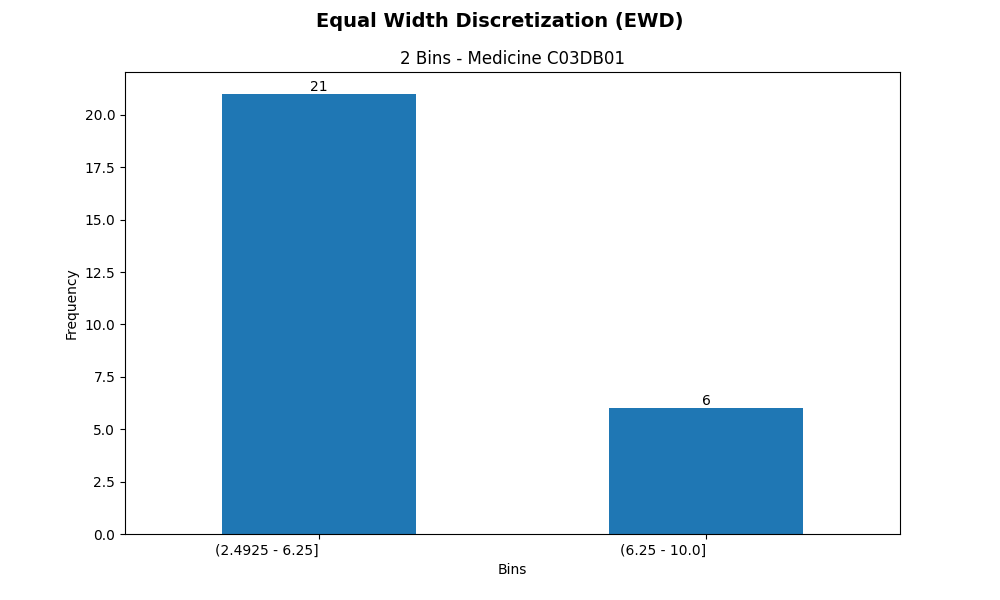 Equal Width Discretization (EWD)
2 Bins - Medicine C03DB01
21
20.0
17.5
15.0
12.5
10.0
7.5
6
5.0
2.5
0.0
Frequency
(2.4925 - 6.25]
(6.25 - 10.0]
Bins